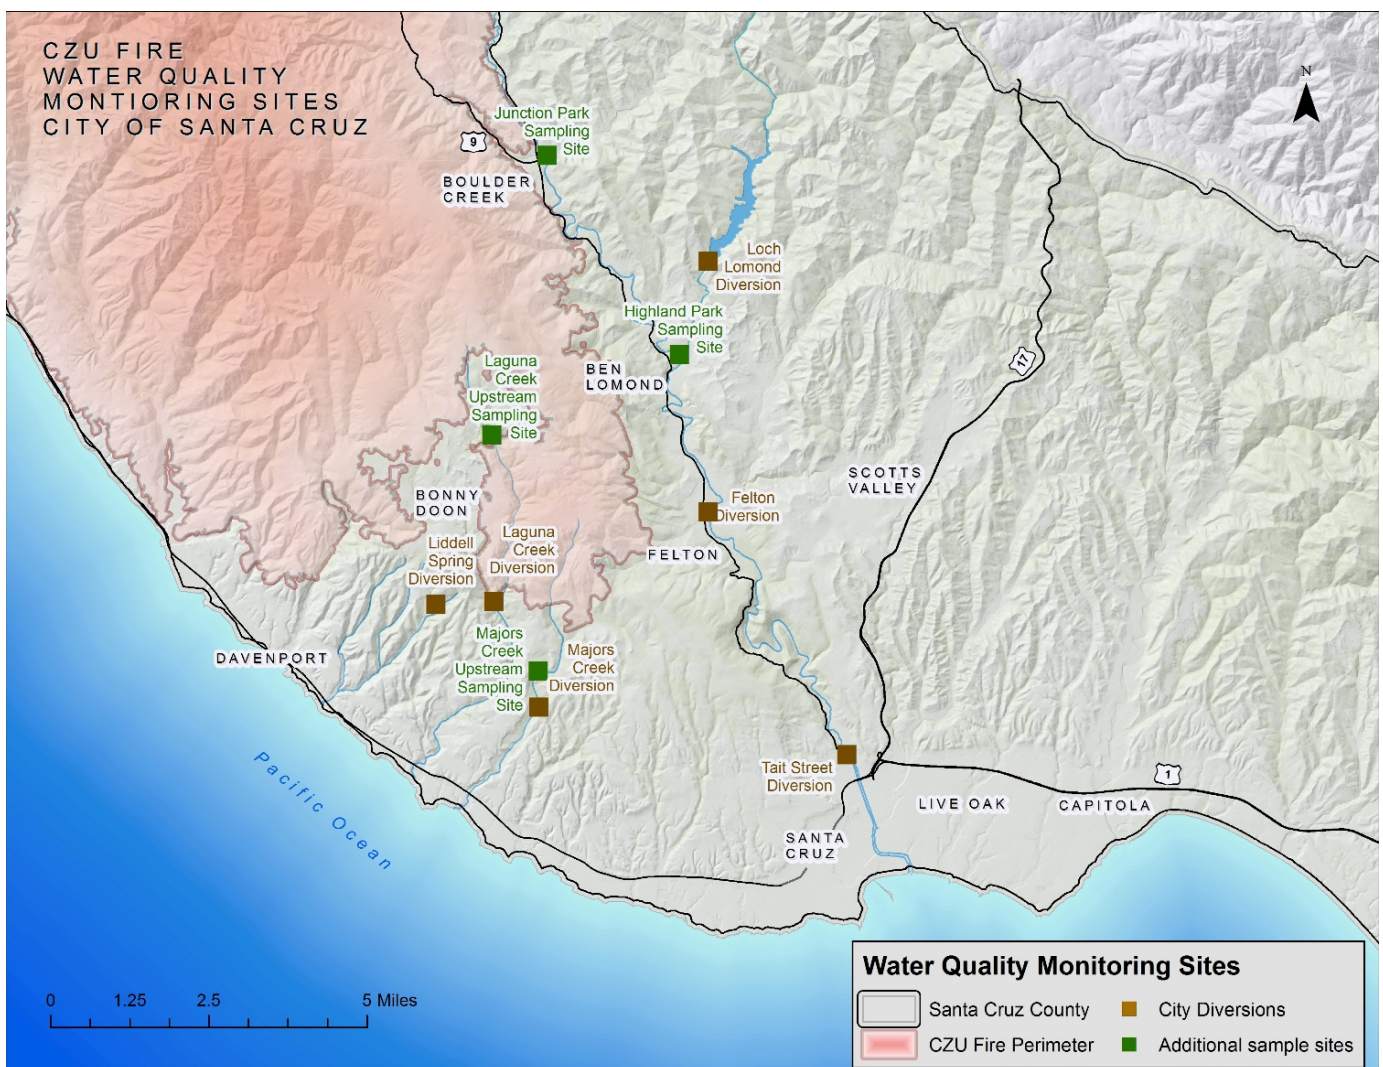 CZU FIRE
WATER QUALITY
MONTIORING SITES
CITY OF SANTA CRUZ
N
Junction Park
Sampling
Site
9
BOULDER
CREEK
Loch
Lomond
Diversion
Highland Park
Sampling
Site
17
Laguna
Creek
Upstream
Sampling
Site
BEN
LOMOND
SCOTTS
VALLEY
BONNY
DOON
Felton
Diversion
Liddell
Spring
Diversion
Laguna
Creek
Diversion
FELTON
Majors
Creek
Upstream
Sampling
Site
Majors
Creek
Diversion
DAVENPORT
Pacific Ocean
Tait Street
Diversion
1
LIVE OAK
CAPITOLA
SANTA
CRUZ
0 1.25 2.5 5 Miles
Water Quality Monitoring Sites
Santa Cruz County
City Diversions
CZU Fire Perimeter
Additional sample sites